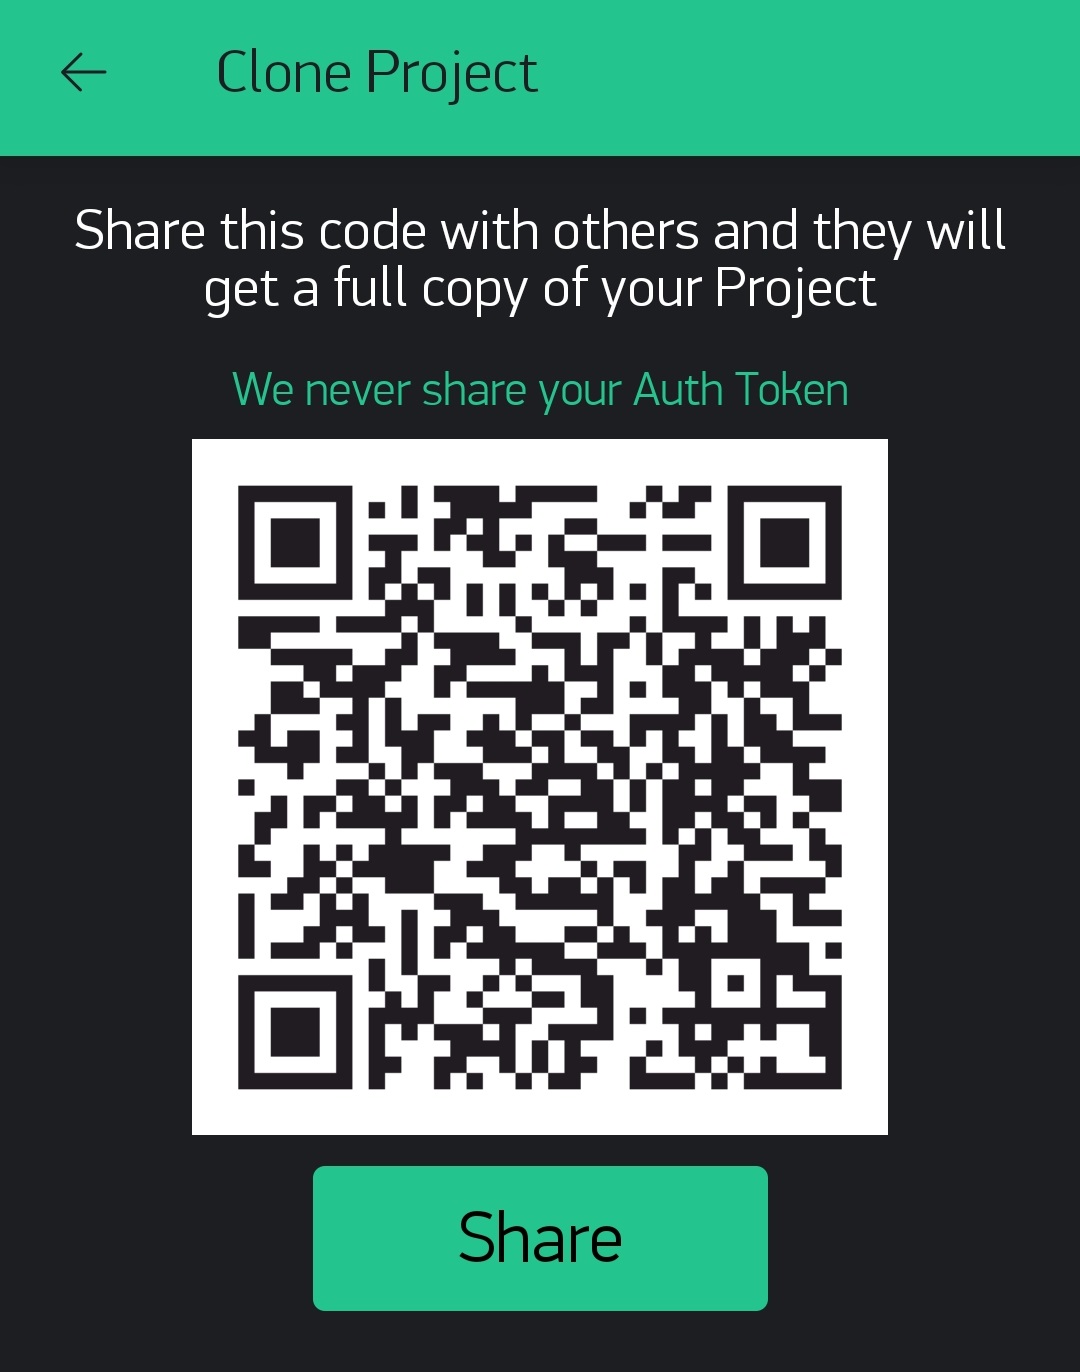 Clone Project
Share this code with others and they will
get a full copy of your Project
We never share your Auth Token
Share